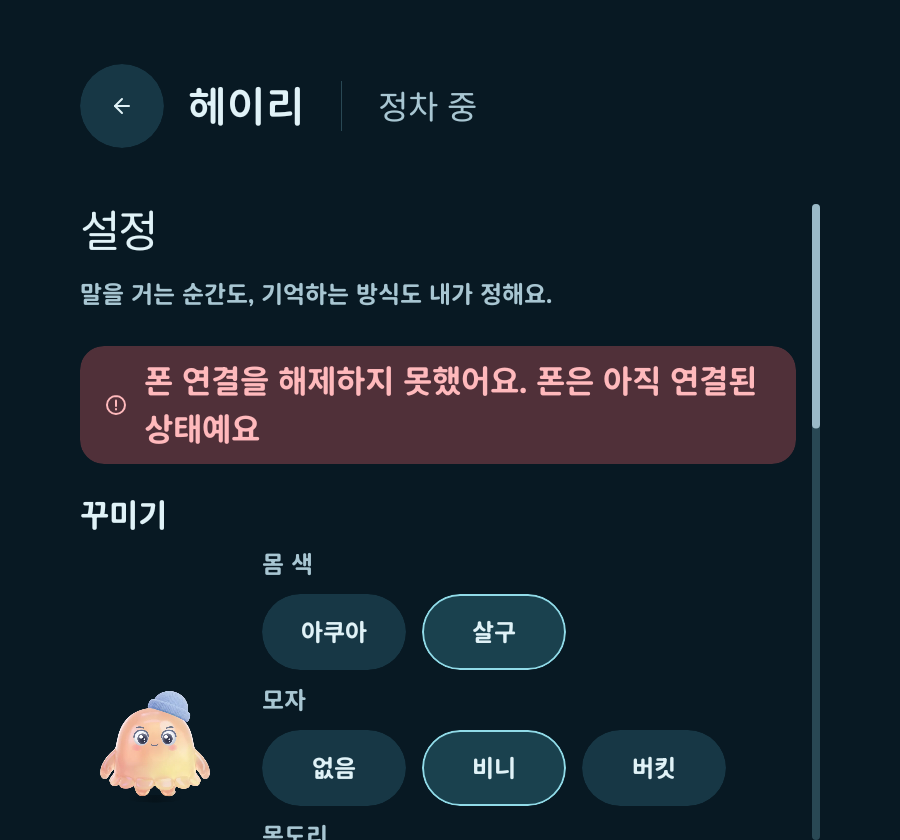 헤이리
정차 중
설정
말을 거는 순간도, 기억하는 방식도 내가 정해요.
폰 연결을 해제하지 못했어요. 폰은 아직 연결된
상태예요
꾸미기
몸 색
아쿠아 살구
모자
없음 비니 버킷
목도리